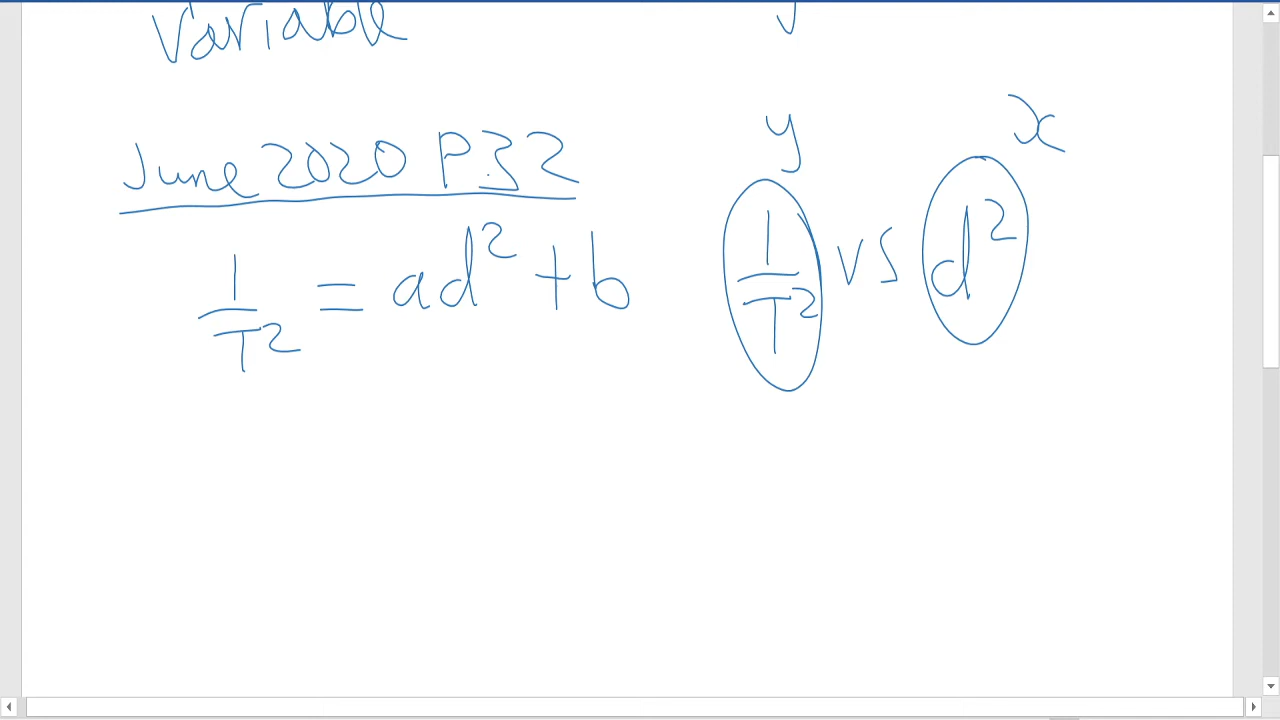 Variable y
June 2020 P32
1/T² = ad² + b
y x
1/T² vs d²